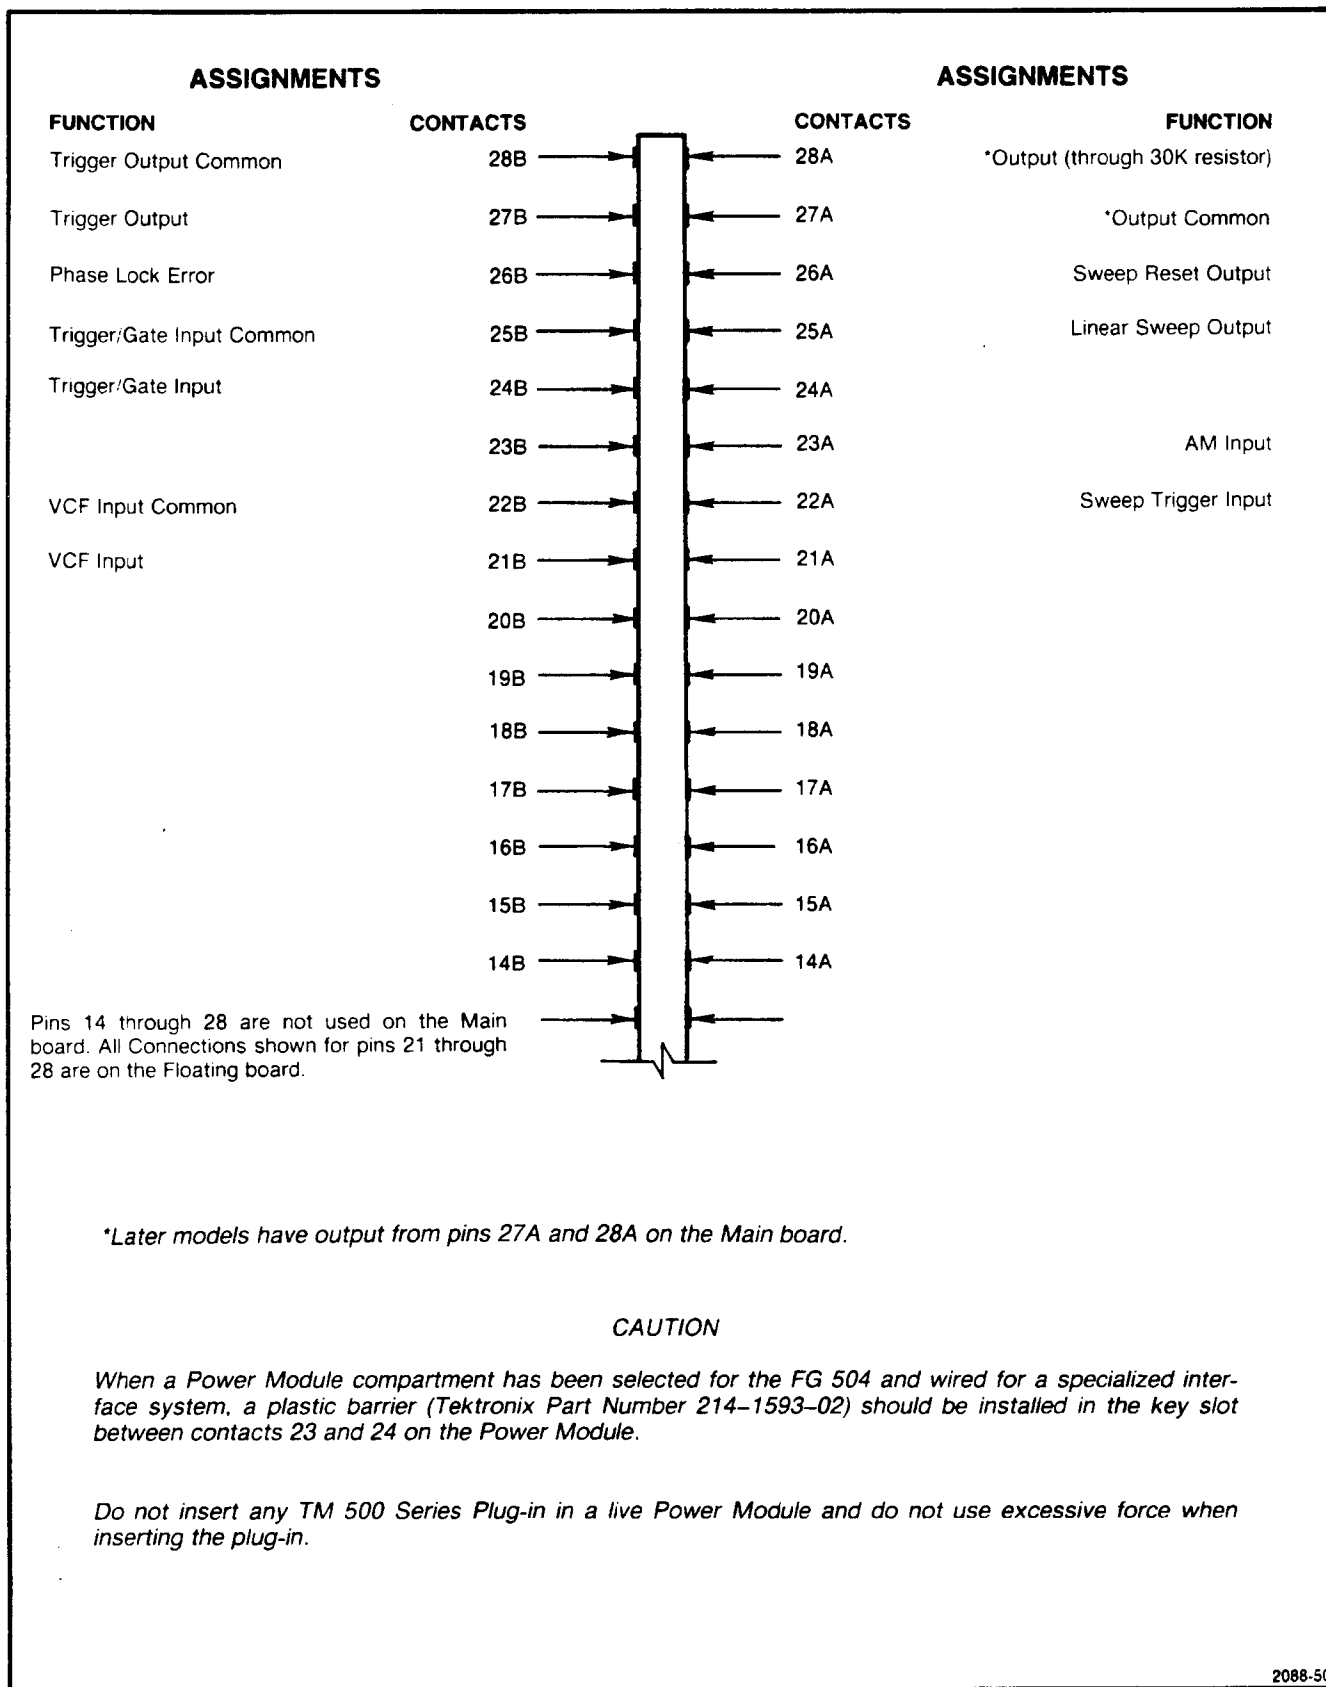 ASSIGNMENTS ASSIGNMENTS
FUNCTION CONTACTS CONTACTS FUNCTION
Trigger Output Common 28B 28A *Output (through 30K resistor)
Trigger Output 27B 27A *Output Common
Phase Lock Error 26B 26A Sweep Reset Output
Trigger/Gate Input Common 25B 25A Linear Sweep Output
Trigger/Gate Input 24B 24A
23B 23A AM Input
VCF Input Common 22B 22A Sweep Trigger Input
VCF Input 21B 21A
20B 20A
19B 19A
18B 18A
17B 17A
16B 16A
15B 15A
14B 14A
Pins 14 through 28 are not used on the Main
board. All Connections shown for pins 21 through
28 are on the Floating board.
*Later models have output from pins 27A and 28A on the Main board.
CAUTION
When a Power Module compartment has been selected for the FG 504 and wired for a specialized inter-
face system, a plastic barrier (Tektronix Part Number 214–1593–02) should be installed in the key slot
between contacts 23 and 24 on the Power Module.
Do not insert any TM 500 Series Plug-in in a live Power Module and do not use excessive force when
inserting the plug-in.